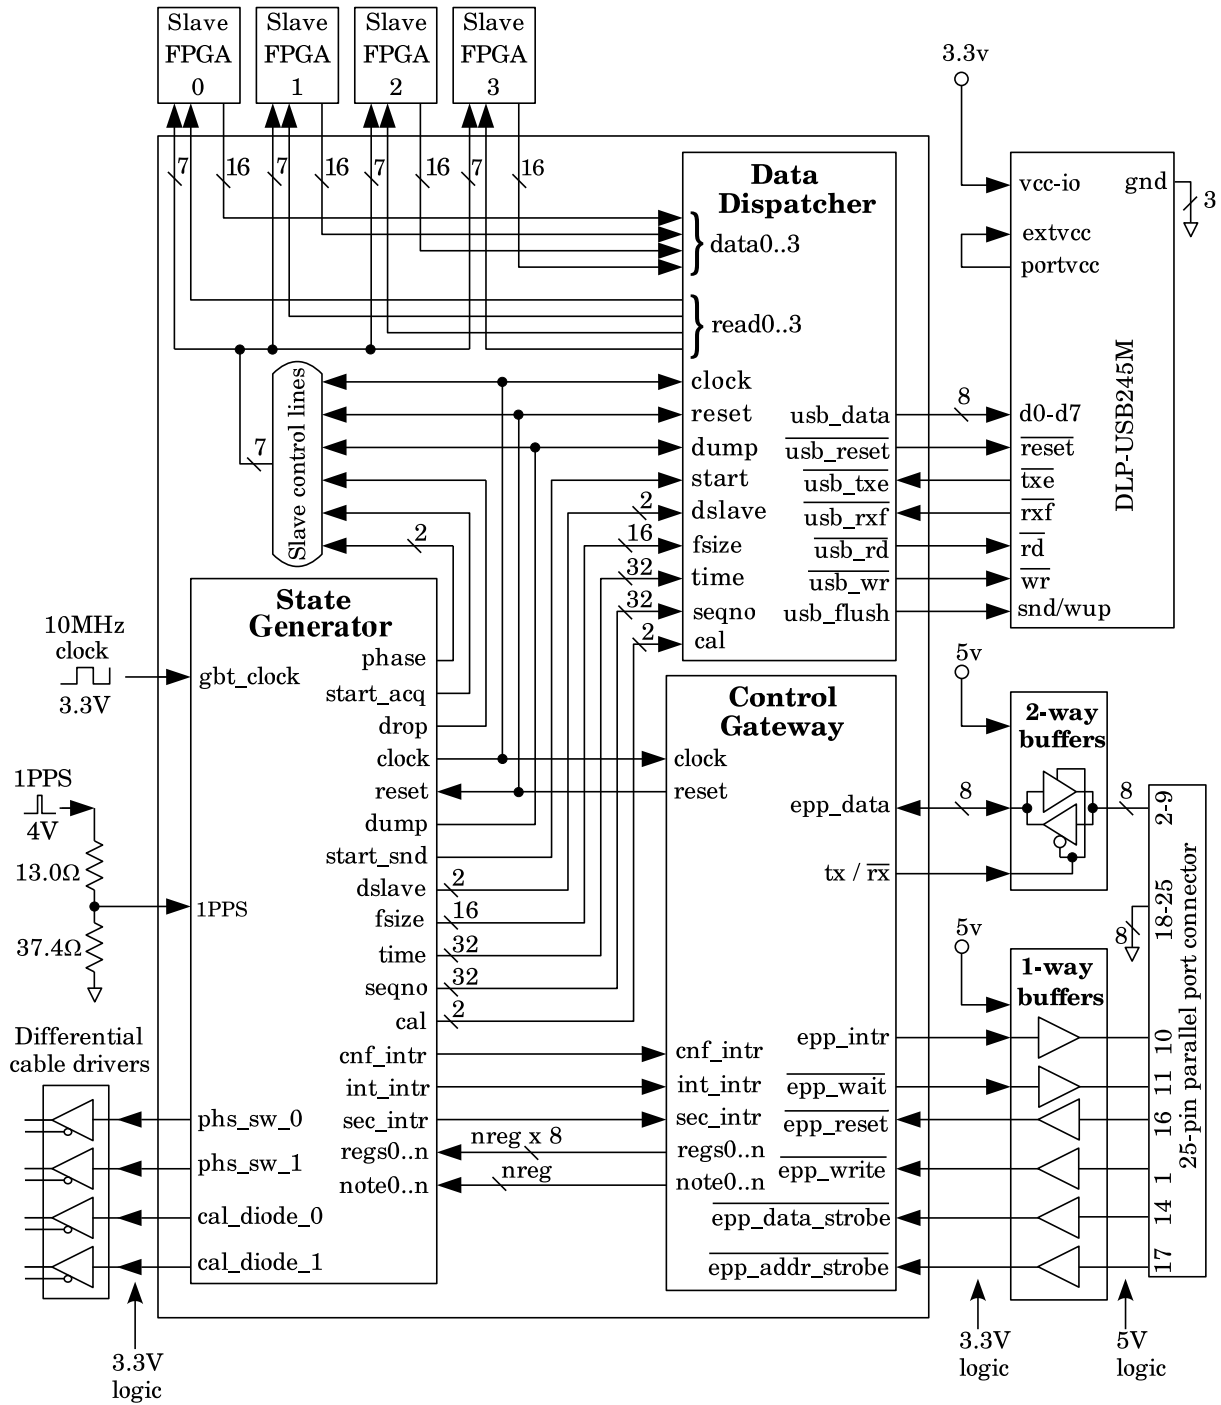 Slave FPGA 0
Slave FPGA 1
Slave FPGA 2
Slave FPGA 3
7
16
7
16
7
16
7
16
Data
Dispatcher
data0..3
read0..3
clock
reset
dump
start
dslave
fsize
time
seqno
cal
2
16
32
32
2
usb_data
usb_reset
usb_txe
usb_rxf
usb_rd
usb_wr
usb_flush
8
3.3v
vcc-io
gnd
3
extvcc
portvcc
DLP-USB245M
d0-d7
reset
txe
rxf
rd
wr
snd/wup
Slave control lines
7
2
State
Generator
10MHz
clock
3.3V
gbt_clock
1PPS
4V
13.0Ω
37.4Ω
1PPS
phase
start_acq
drop
clock
reset
dump
start_snd
dslave
2
fsize
16
time
32
seqno
32
cal
2
cnf_intr
int_intr
sec_intr
regs0..n
nreg x 8
note0..n
nreg
Differential
cable drivers
phs_sw_0
phs_sw_1
cal_diode_0
cal_diode_1
3.3V
logic
Control
Gateway
clock
reset
epp_data
8
tx / rx
cnf_intr
int_intr
sec_intr
regs0..n
note0..n
epp_intr
epp_wait
epp_reset
epp_write
epp_data_strobe
epp_addr_strobe
5v
2-way
buffers
8
5v
1-way
buffers
2-9
18-25
8
10
11
16
1
14
17
25-pin parallel port connector
3.3V
logic
5V
logic